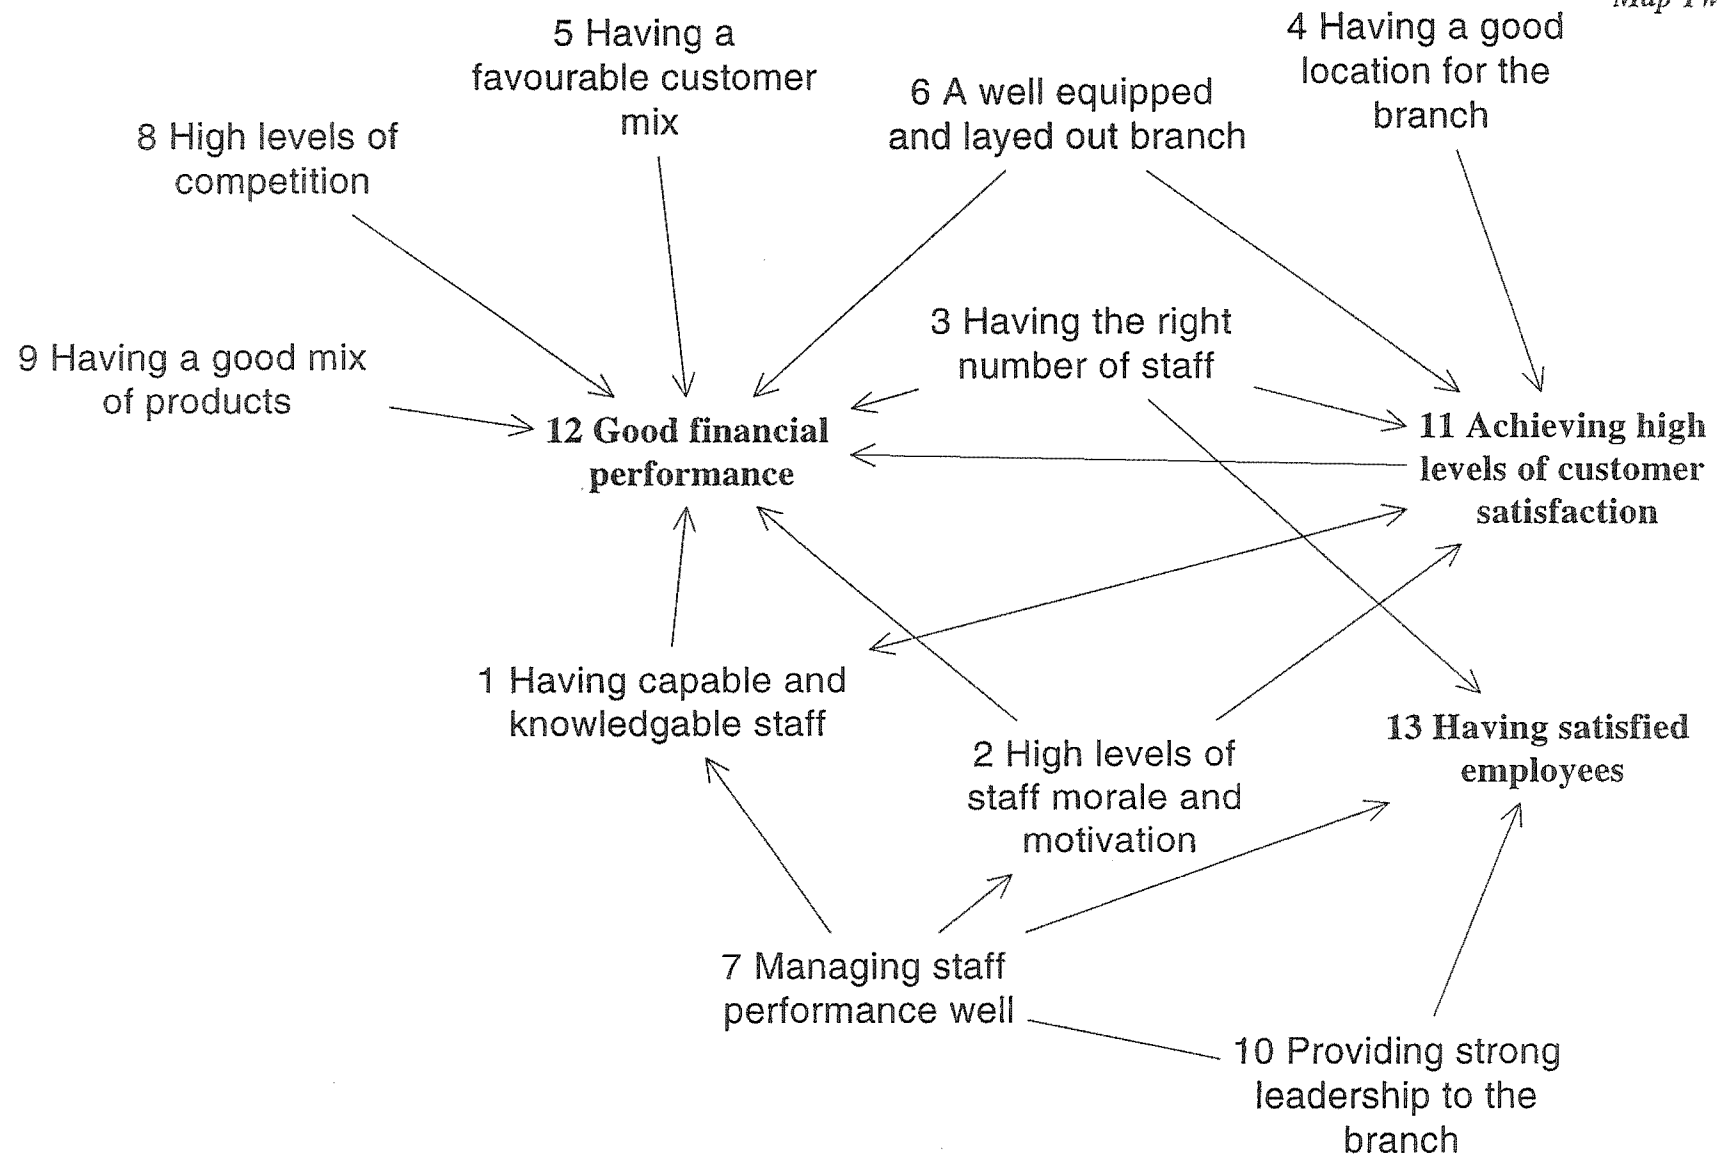 5 Having a
favourable customer
mix
4 Having a good
location for the
branch
6 A well equipped
and layed out branch
8 High levels of
competition
3 Having the right
number of staff
9 Having a good mix
of products
12 Good financial
performance
11 Achieving high
levels of customer
satisfaction
1 Having capable and
knowledgable staff
13 Having satisfied
employees
2 High levels of
staff morale and
motivation
7 Managing staff
performance well
10 Providing strong
leadership to the
branch